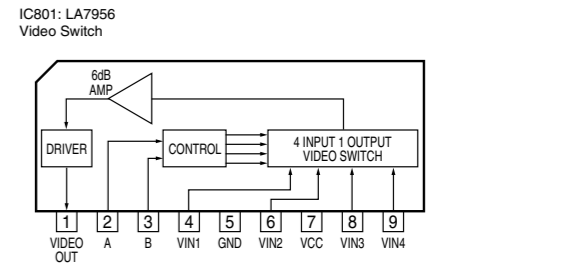 IC801: LA7956
Video Switch
6dB
AMP
DRIVER
CONTROL
4 INPUT 1 OUTPUT
VIDEO SWITCH
1 2 3 4 5 6 7 8 9
VIDEO A B VIN1 GND VIN2 VCC VIN3 VIN4
OUT